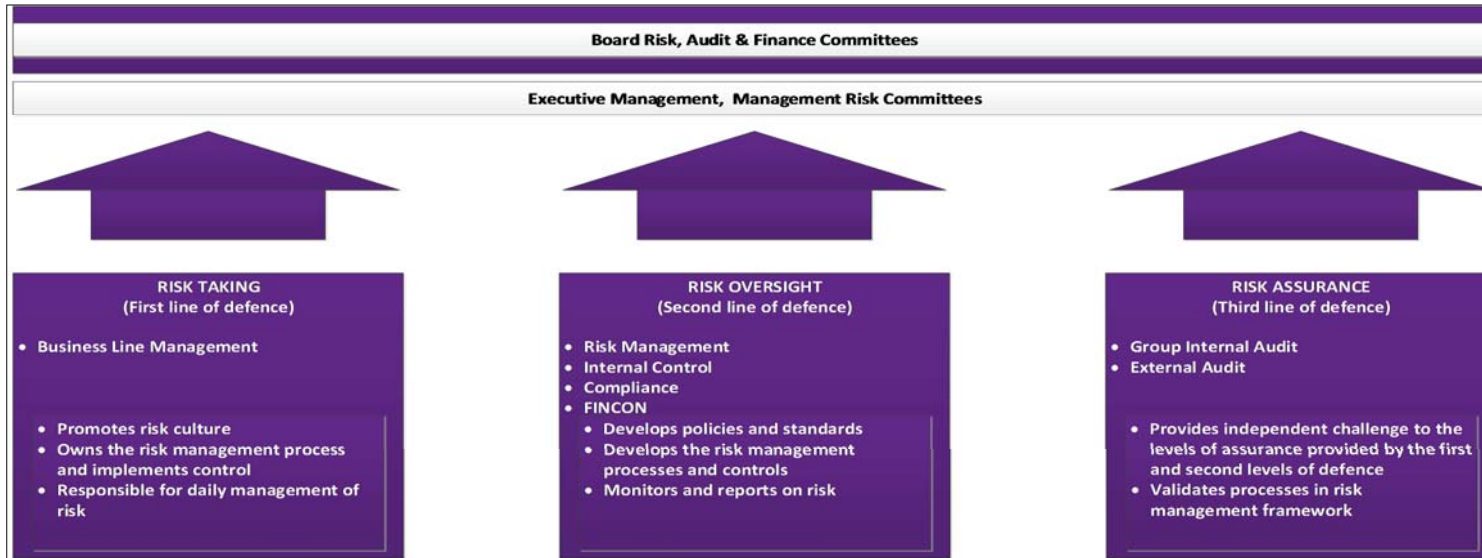 Board Risk, Audit & Finance Committees
Executive Management, Management Risk Committees
RISK TAKING
(First line of defence)
• Business Line Management
• Promotes risk culture
• Owns the risk management process
and implements control
• Responsible for daily management of
risk
RISK OVERSIGHT
(Second line of defence)
• Risk Management
• Internal Control
• Compliance
• FINCON
• Develops policies and standards
• Develops the risk management
processes and controls
• Monitors and reports on risk
RISK ASSURANCE
(Third line of defence)
• Group Internal Audit
• External Audit
• Provides independent challenge to the
levels of assurance provided by the first
and second levels of defence
• Validates processes in risk
management framework